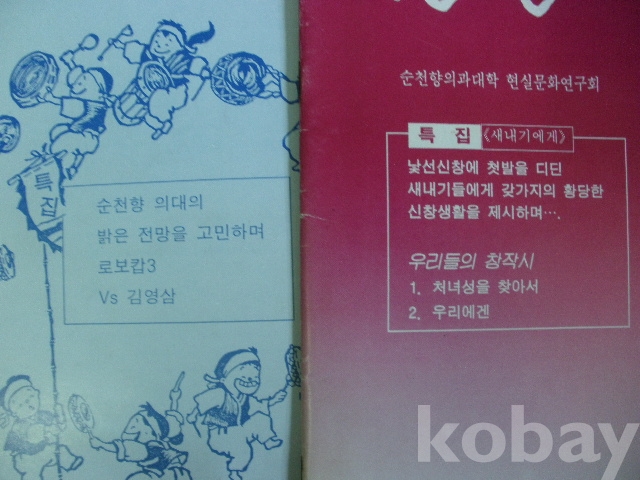 특집
순천향 의대의
밝은 전망을 고민하며
로보캅3
Vs 김영삼
순천향의과대학 현실문화연구회
특 집 《새내기에게》
낯선신창에 첫발을 디딘
새내기들에게 갖가지의 황당한
신창생활을 제시하며….
우리들의 창작시
1. 처녀성을 찾아서
2. 우리에겐
kobay